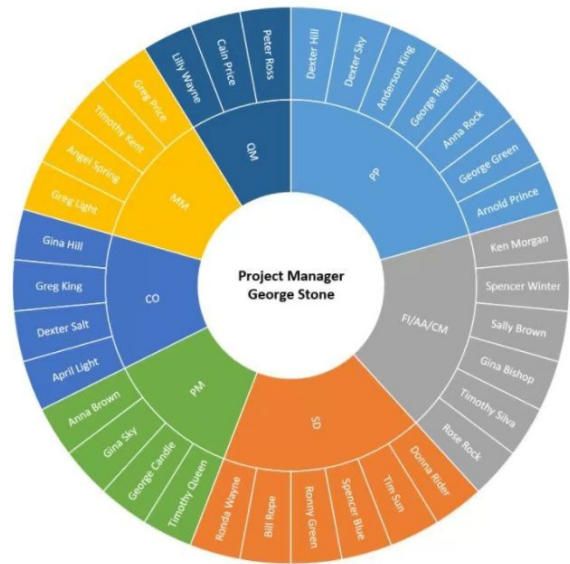 Project Manager
George Stone
PP
Dexter Hill
Dexter Sky
Anderson King
George Right
Anna Rock
George Green
Arnold Prince
FI/AA/CM
Ken Morgan
Spencer Winter
Sally Brown
Gina Bishop
Timothy Silva
Rose Rock
SD
Donna Rider
Tim Sun
Spencer Blue
Ronny Green
Bill Rope
Ronda Wayne
PM
Timothy Queen
George Candle
Gina Sky
Anna Brown
CO
April Light
Dexter Salt
Greg King
Gina Hill
MM
Greg Light
Angel Spring
Timothy Kent
Greg Price
QM
Lilly Wayne
Cain Price
Peter Ross